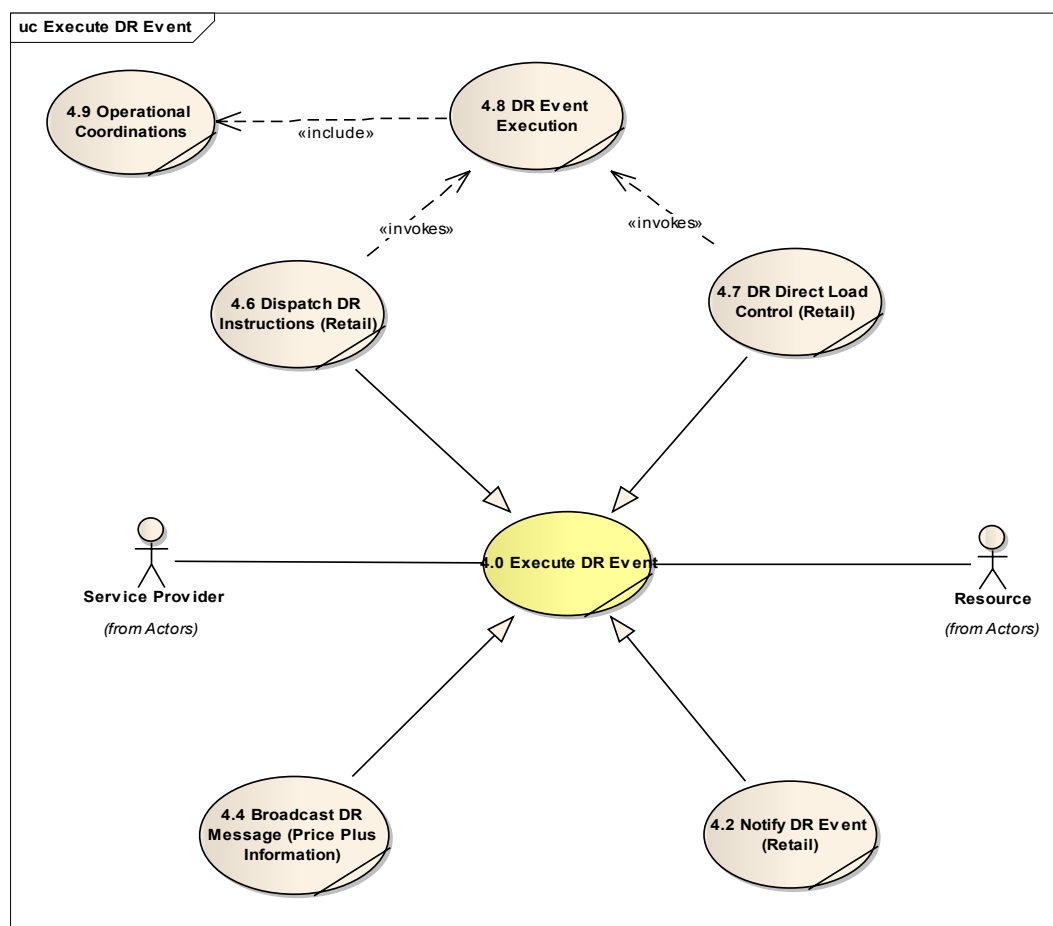 uc Execute DR Event
4.9 Operational
Coordinations
4.8 DR Event
Execution
«include»
«invokes»
«invokes»
4.6 Dispatch DR
Instructions (Retail)
4.7 DR Direct Load
Control (Retail)
4.0 Execute DR Event
Service Provider
(from Actors)
Resource
(from Actors)
4.4 Broadcast DR
Message (Price Plus
Information)
4.2 Notify DR Event
(Retail)